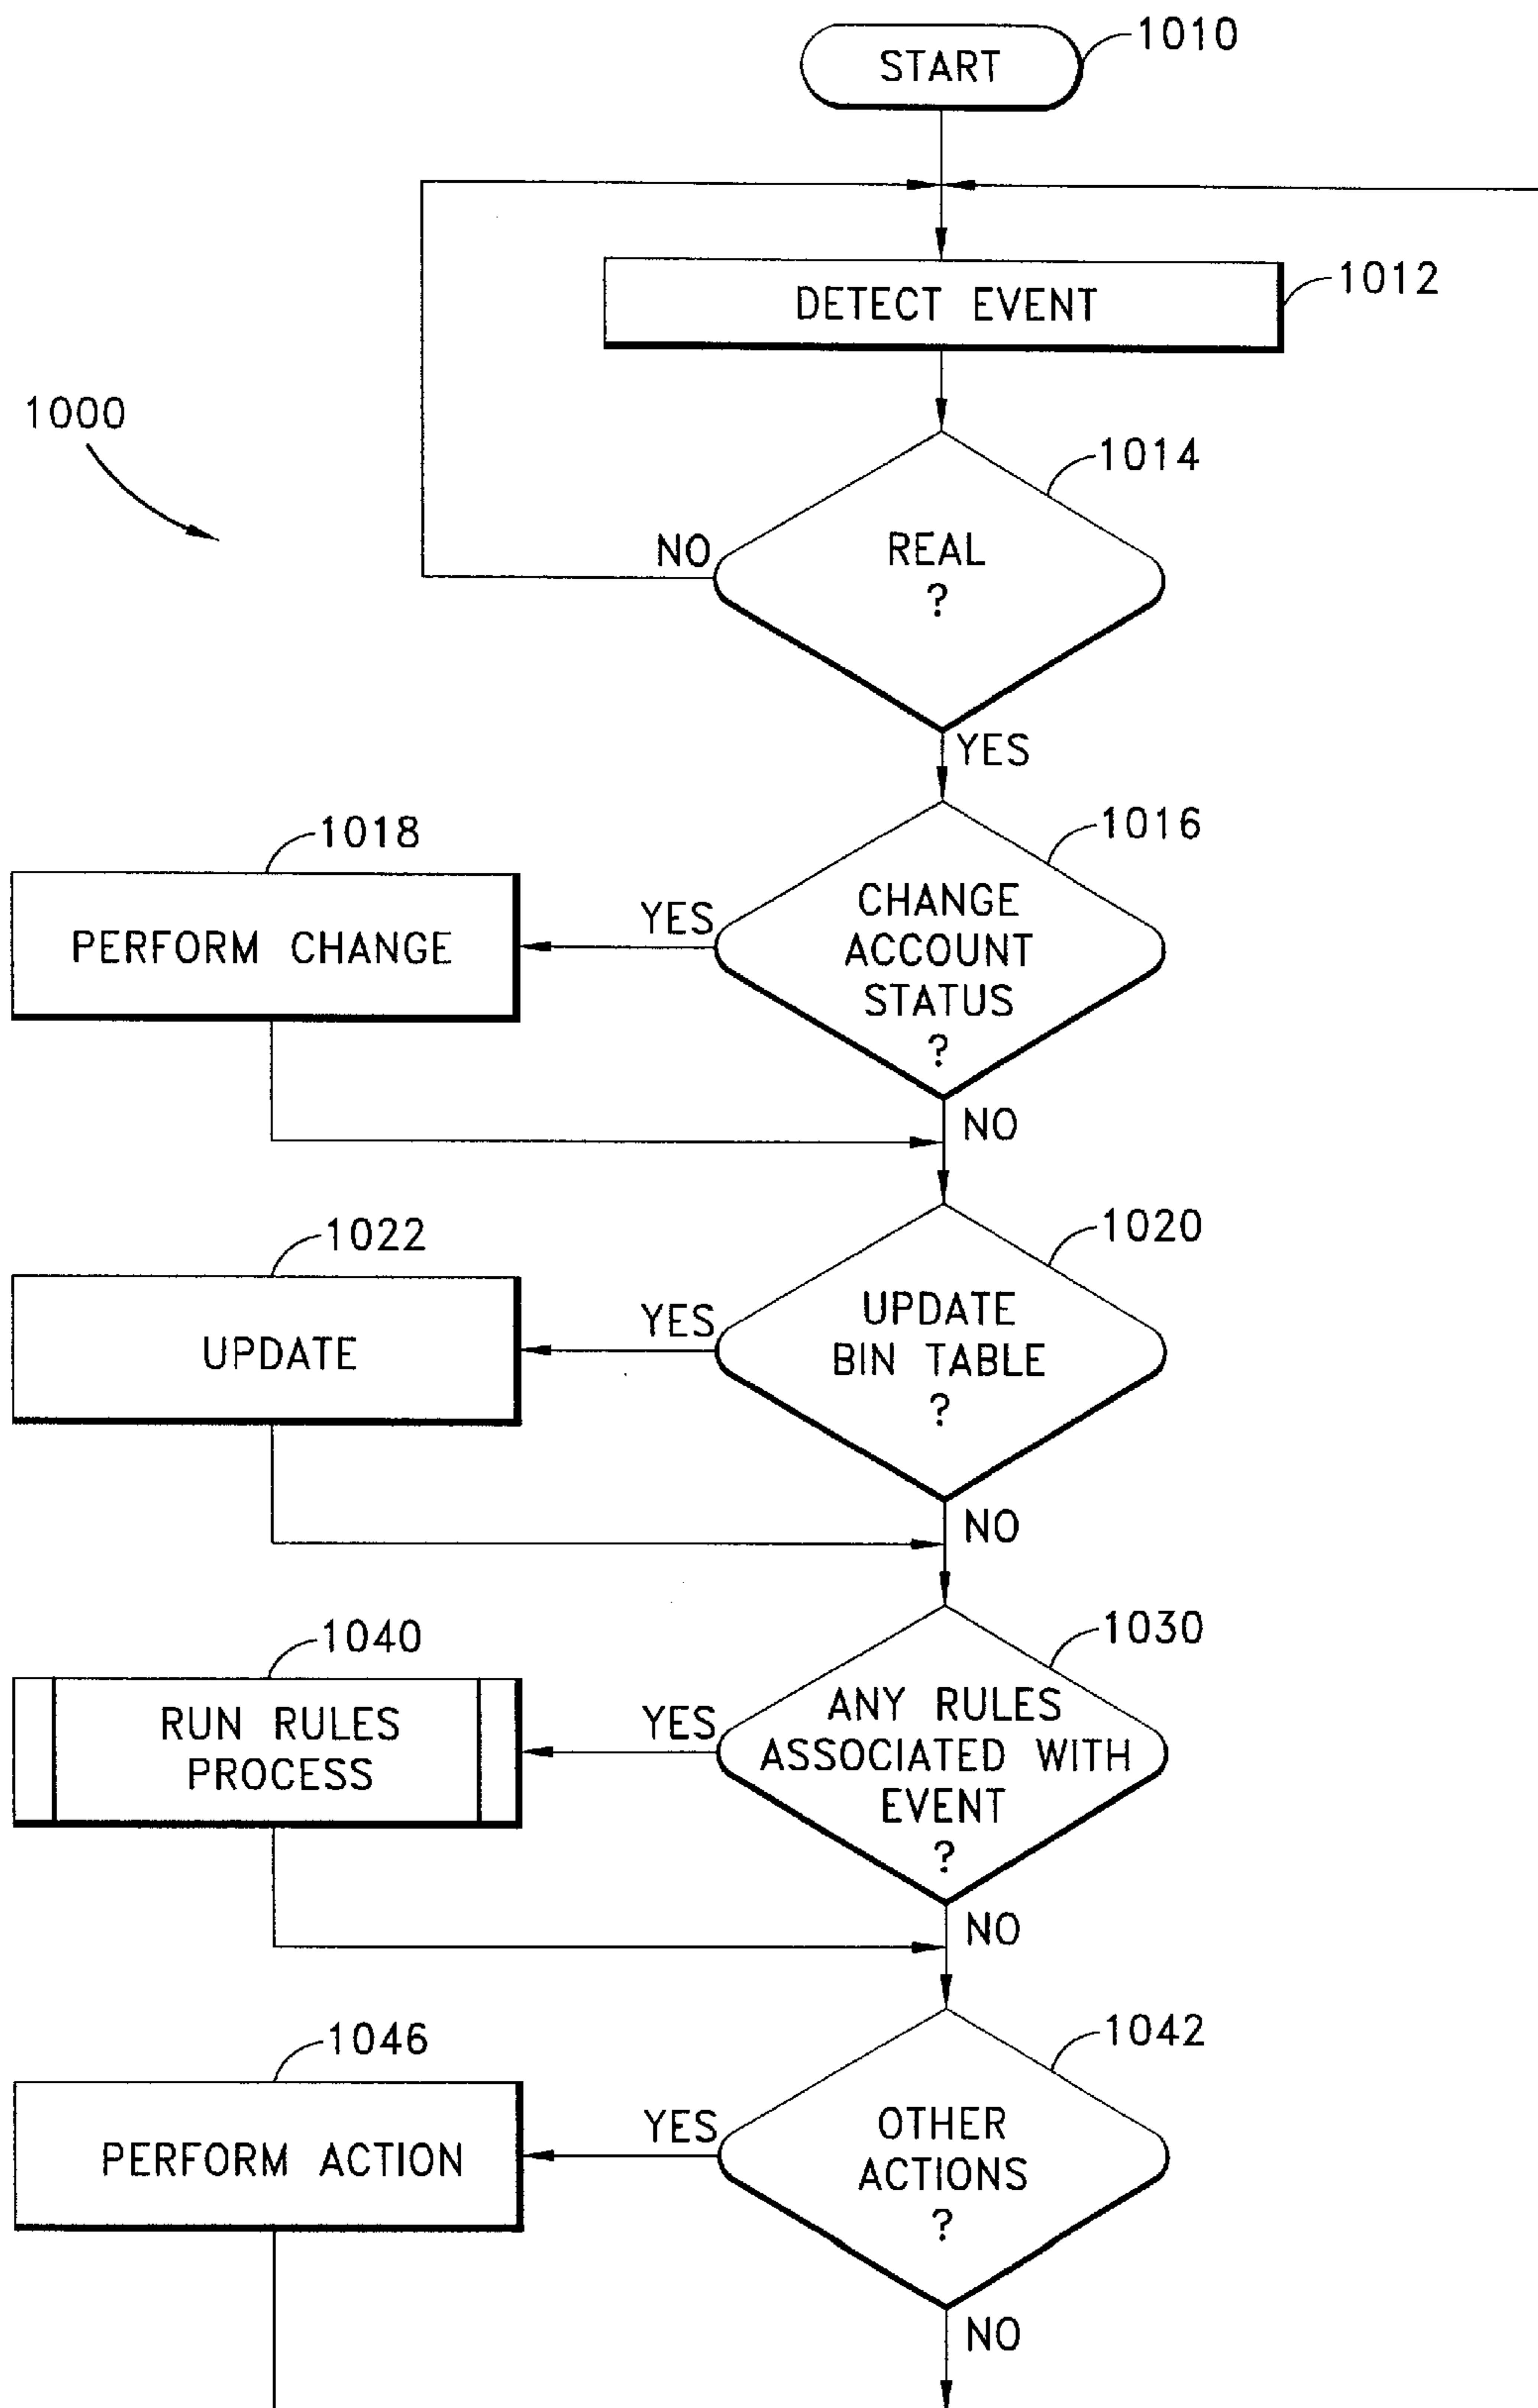 START
1010
DETECT EVENT
1012
1000
REAL
?
1014
NO
YES
CHANGE
ACCOUNT
STATUS
?
1016
YES
1018
PERFORM CHANGE
NO
UPDATE
BIN TABLE
?
1020
YES
1022
UPDATE
NO
ANY RULES
ASSOCIATED WITH
EVENT
?
1030
YES
1040
RUN RULES
PROCESS
NO
OTHER
ACTIONS
?
1042
YES
1046
PERFORM ACTION
NO